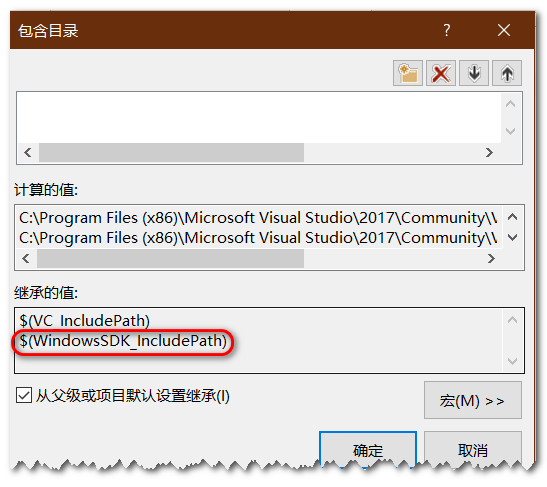 包含目录
?
计算的值:
C:\Program Files (x86)\Microsoft Visual Studio\2017\Community\
C:\Program Files (x86)\Microsoft Visual Studio\2017\Community\
继承的值:
$(VC_IncludePath)
$(WindowsSDK_IncludePath)
从父级或项目默认设置继承(I)
宏(M) >>
确定
取消